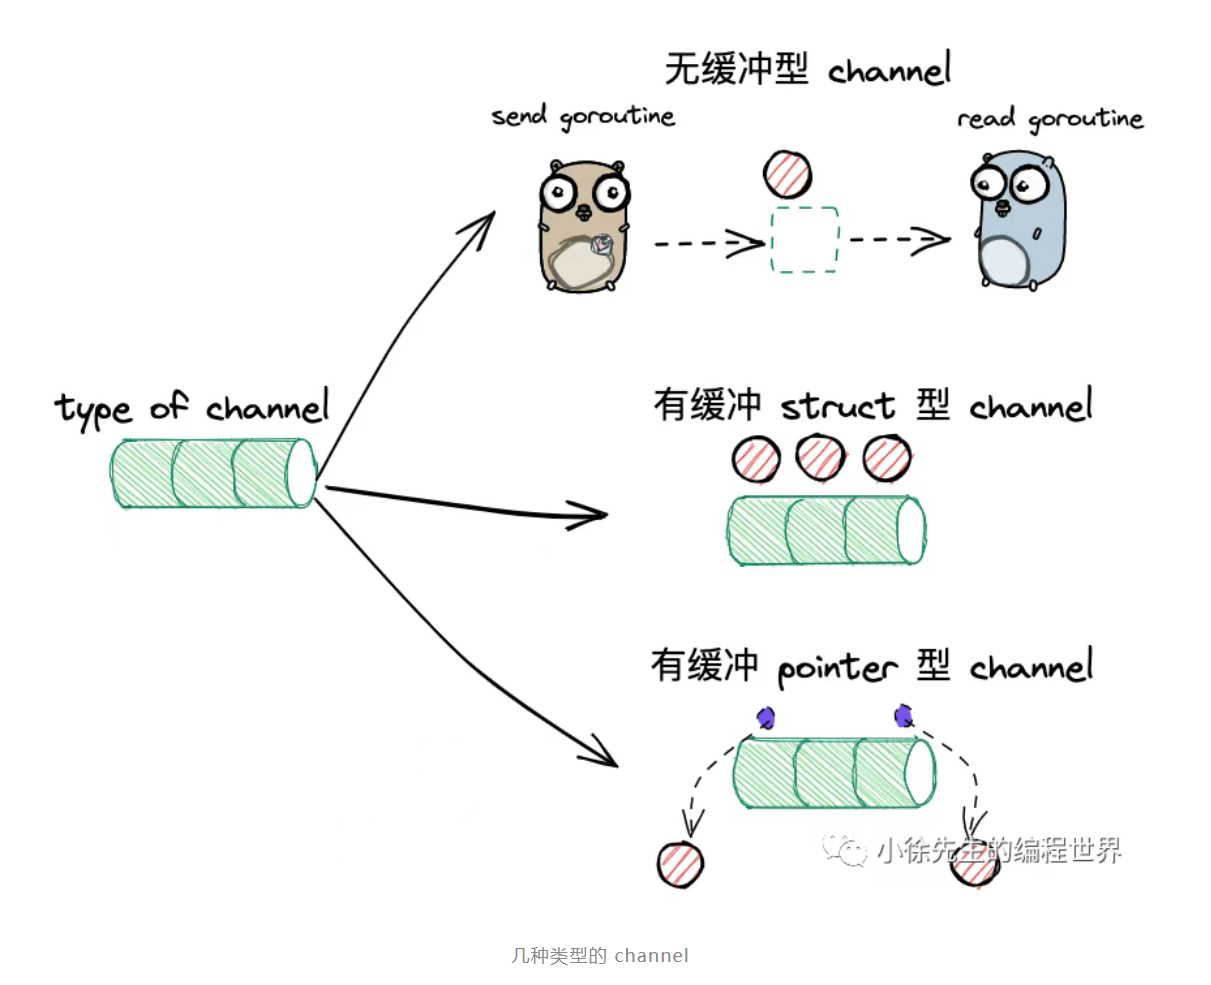 无缓冲型 channel
send goroutine
read goroutine
type of channel
有缓冲 struct 型 channel
有缓冲 pointer 型 channel
小徐先生的编程世界
几种类型的 channel